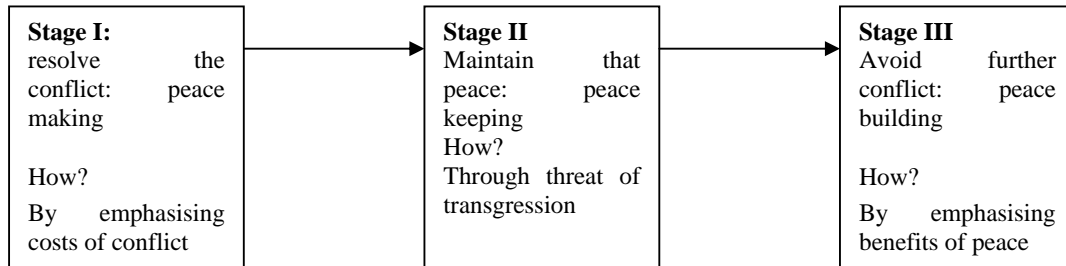 Stage I:
resolve the
conflict: peace
making
How?
By emphasising
costs of conflict
Stage II
Maintain that
peace: peace
keeping
How?
Through threat of
transgression
Stage III
Avoid further
conflict: peace
building
How?
By emphasising
benefits of peace